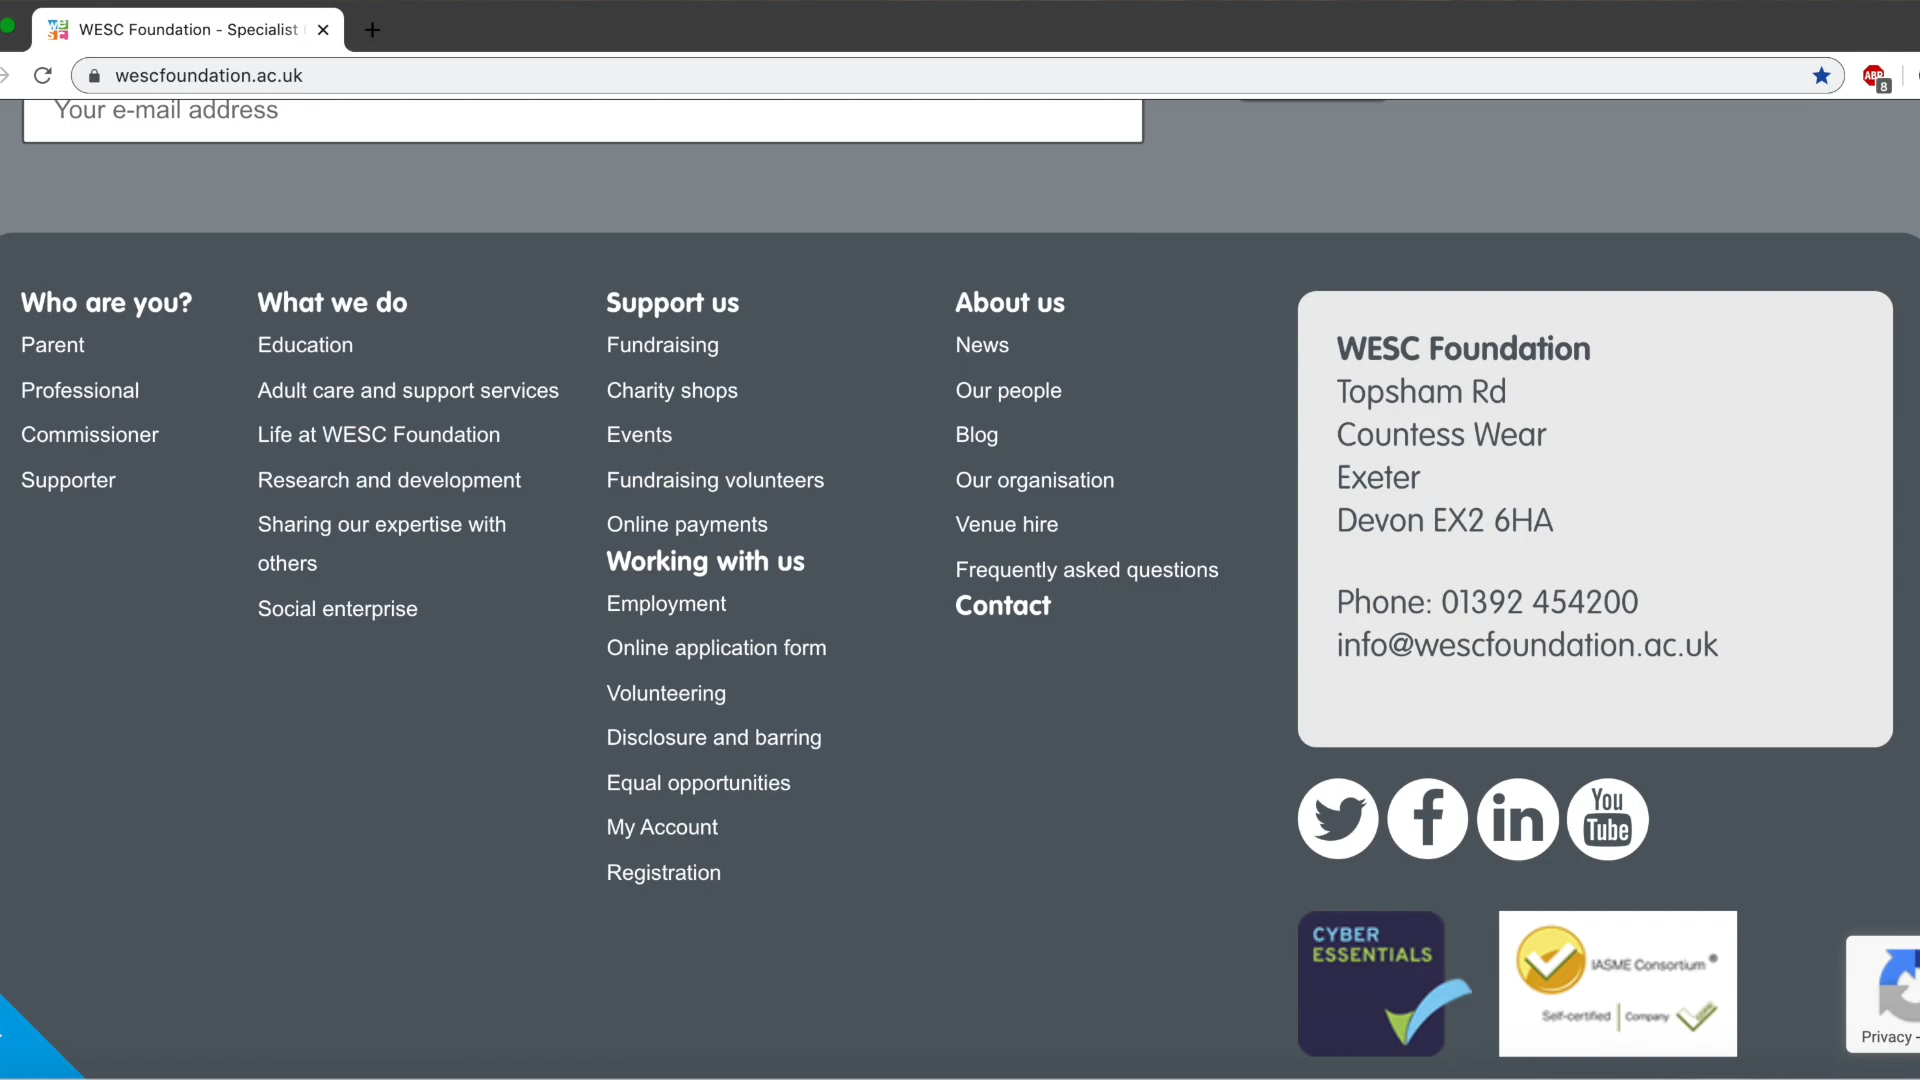 WESC Foundation - Specialist
wescfoundation.ac.uk
ABP
8
Your e-mail address
Who are you?
Parent
Professional
Commissioner
Supporter
What we do
Education
Adult care and support services
Life at WESC Foundation
Research and development
Sharing our expertise with
others
Social enterprise
Support us
Fundraising
Charity shops
Events
Fundraising volunteers
Online payments
Working with us
Employment
Online application form
Volunteering
Disclosure and barring
Equal opportunities
My Account
Registration
About us
News
Our people
Blog
Our organisation
Venue hire
Frequently asked questions
Contact
WESC Foundation
Topsham Rd
Countess Wear
Exeter
Devon EX2 6HA
Phone: 01392 454200
info@wescfoundation.ac.uk
You
Tube
CYBER
ESSENTIALS
IASME Consortium®
Self-certified | Company
Privacy -